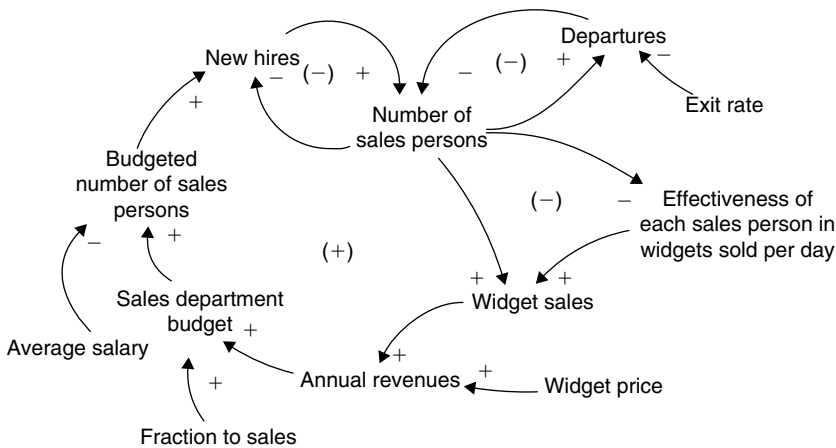 Departures
New hires
− (−) +
− (−) +
−
Exit rate
+
Number of
sales persons
Budgeted
number of sales
persons
(−)
−
Effectiveness of
each sales person in
widgets sold per day
−
+
(+)
+
+
Sales department
budget
Widget sales
+
Average salary
+
Annual revenues
+
Widget price
+
Fraction to sales